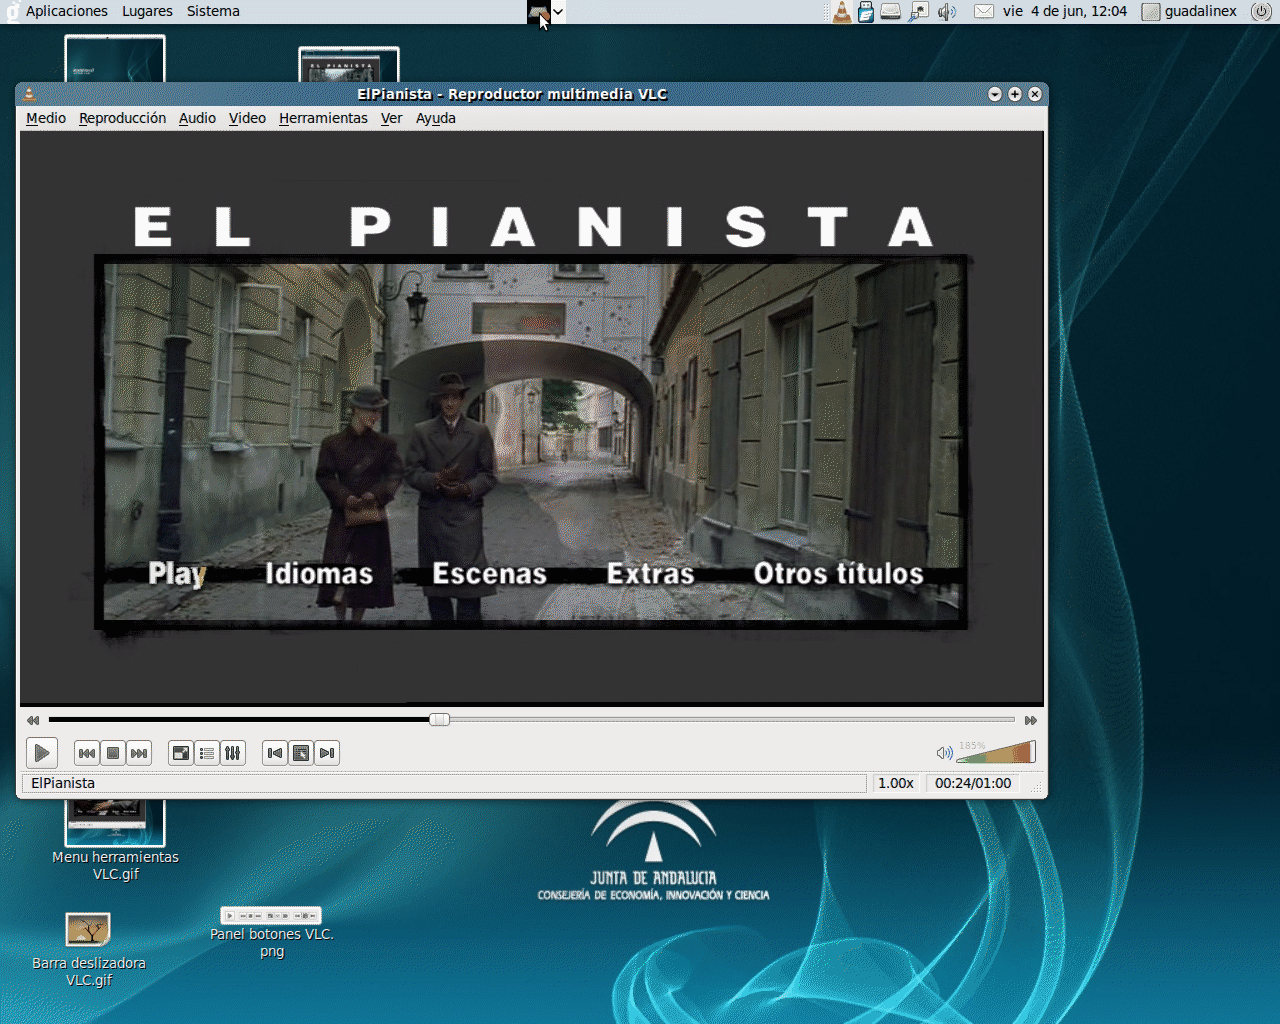 Aplicaciones Lugares Sistema vie 4 de jun, 12:04 guadalinex
ElPianista - Reproductor multimedia VLC
Medio Reproducción Audio Video Herramientas Ver Ayuda
EL PIANISTA
Play Idiomas Escenas Extras Otros títulos
185%
ElPianista 1.00x 00:24/01:00
Menu herramientas
VLC.gif
JUNTA DE ANDALUCIA
CONSEJERÍA DE ECONOMÍA, INNOVACIÓN Y CIENCIA
Panel botones VLC.
png
Barra deslizadora
VLC.gif